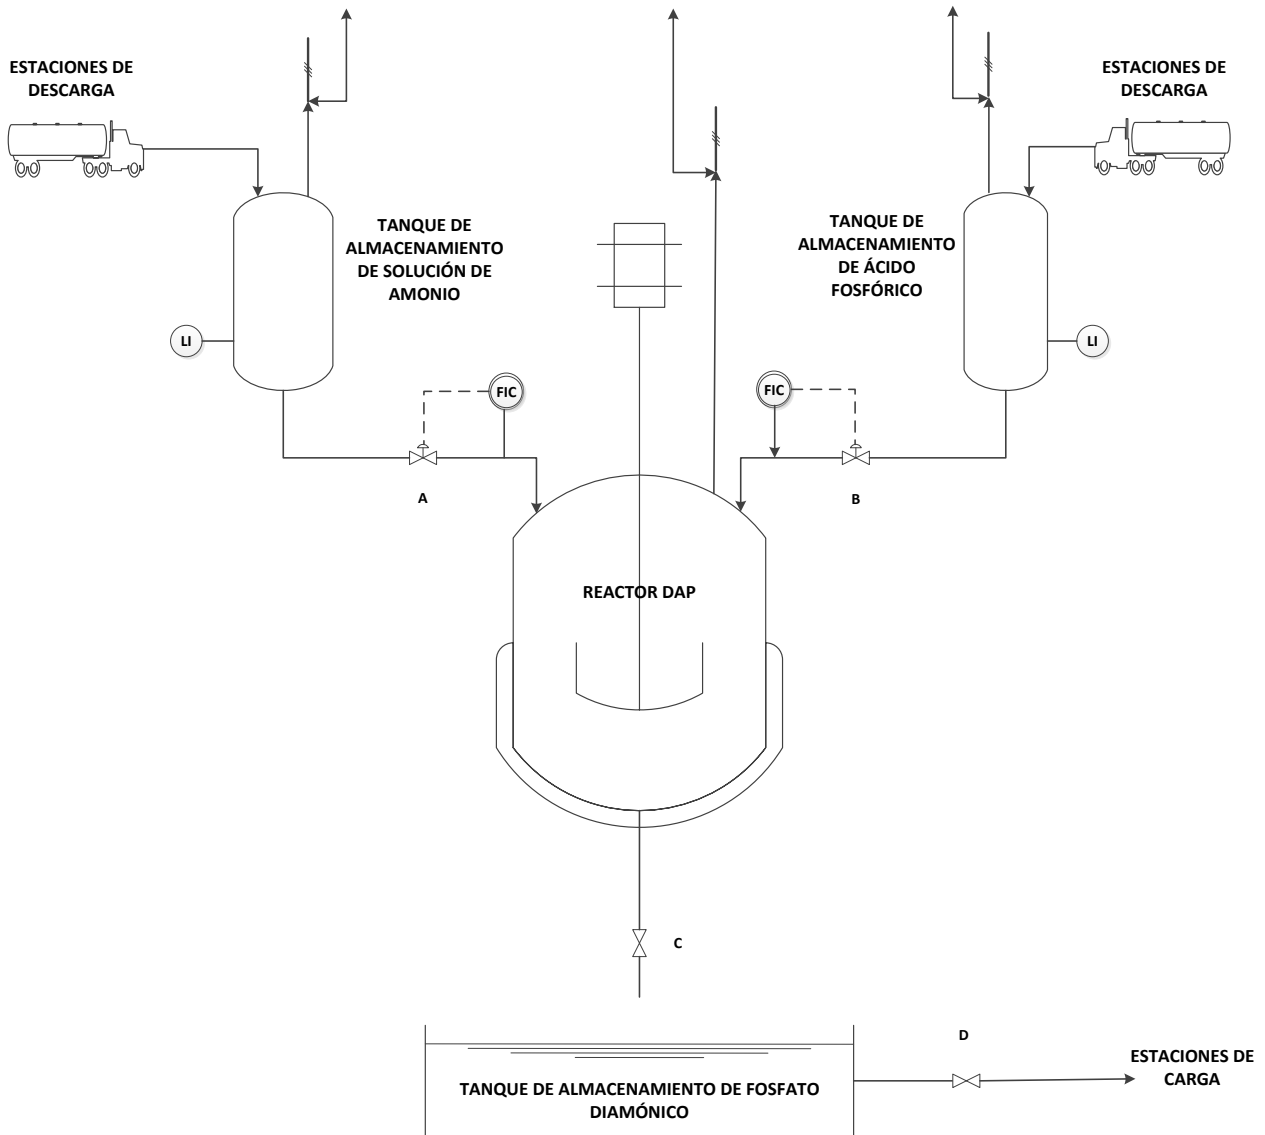 ESTACIONES DE
DESCARGA
ESTACIONES DE
DESCARGA
TANQUE DE
ALMACENAMIENTO
DE SOLUCIÓN DE
AMONIO
TANQUE DE
ALMACENAMIENTO
DE ÁCIDO
FOSFÓRICO
LI
LI
FIC
FIC
A
B
REACTOR DAP
C
D
ESTACIONES DE
CARGA
TANQUE DE ALMACENAMIENTO DE FOSFATO
DIAMÓNICO